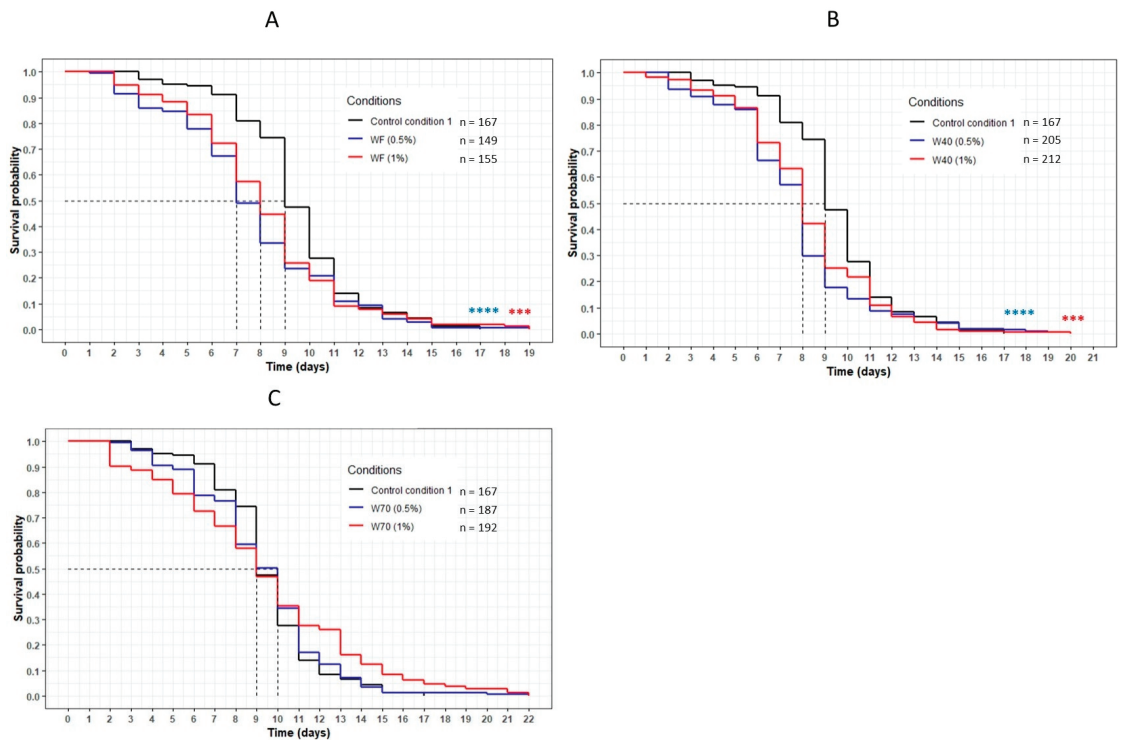 A
Conditions
Control condition 1 n = 167
WF (0.5%) n = 149
WF (1%) n = 155
Survival probability
1.0
0.9
0.8
0.7
0.6
0.5
0.4
0.3
0.2
0.1
0.0
**** ***
0 1 2 3 4 5 6 7 8 9 10 11 12 13 14 15 16 17 18 19
Time (days)
B
Conditions
Control condition 1 n = 167
W40 (0.5%) n = 205
W40 (1%) n = 212
Survival probability
1.0
0.9
0.8
0.7
0.6
0.5
0.4
0.3
0.2
0.1
0.0
**** ***
0 1 2 3 4 5 6 7 8 9 10 11 12 13 14 15 16 17 18 19 20 21
Time (days)
C
Conditions
Control condition 1 n = 167
W70 (0.5%) n = 187
W70 (1%) n = 192
Survival probability
1.0
0.9
0.8
0.7
0.6
0.5
0.4
0.3
0.2
0.1
0.0
0 1 2 3 4 5 6 7 8 9 10 11 12 13 14 15 16 17 18 19 20 21 22
Time (days)